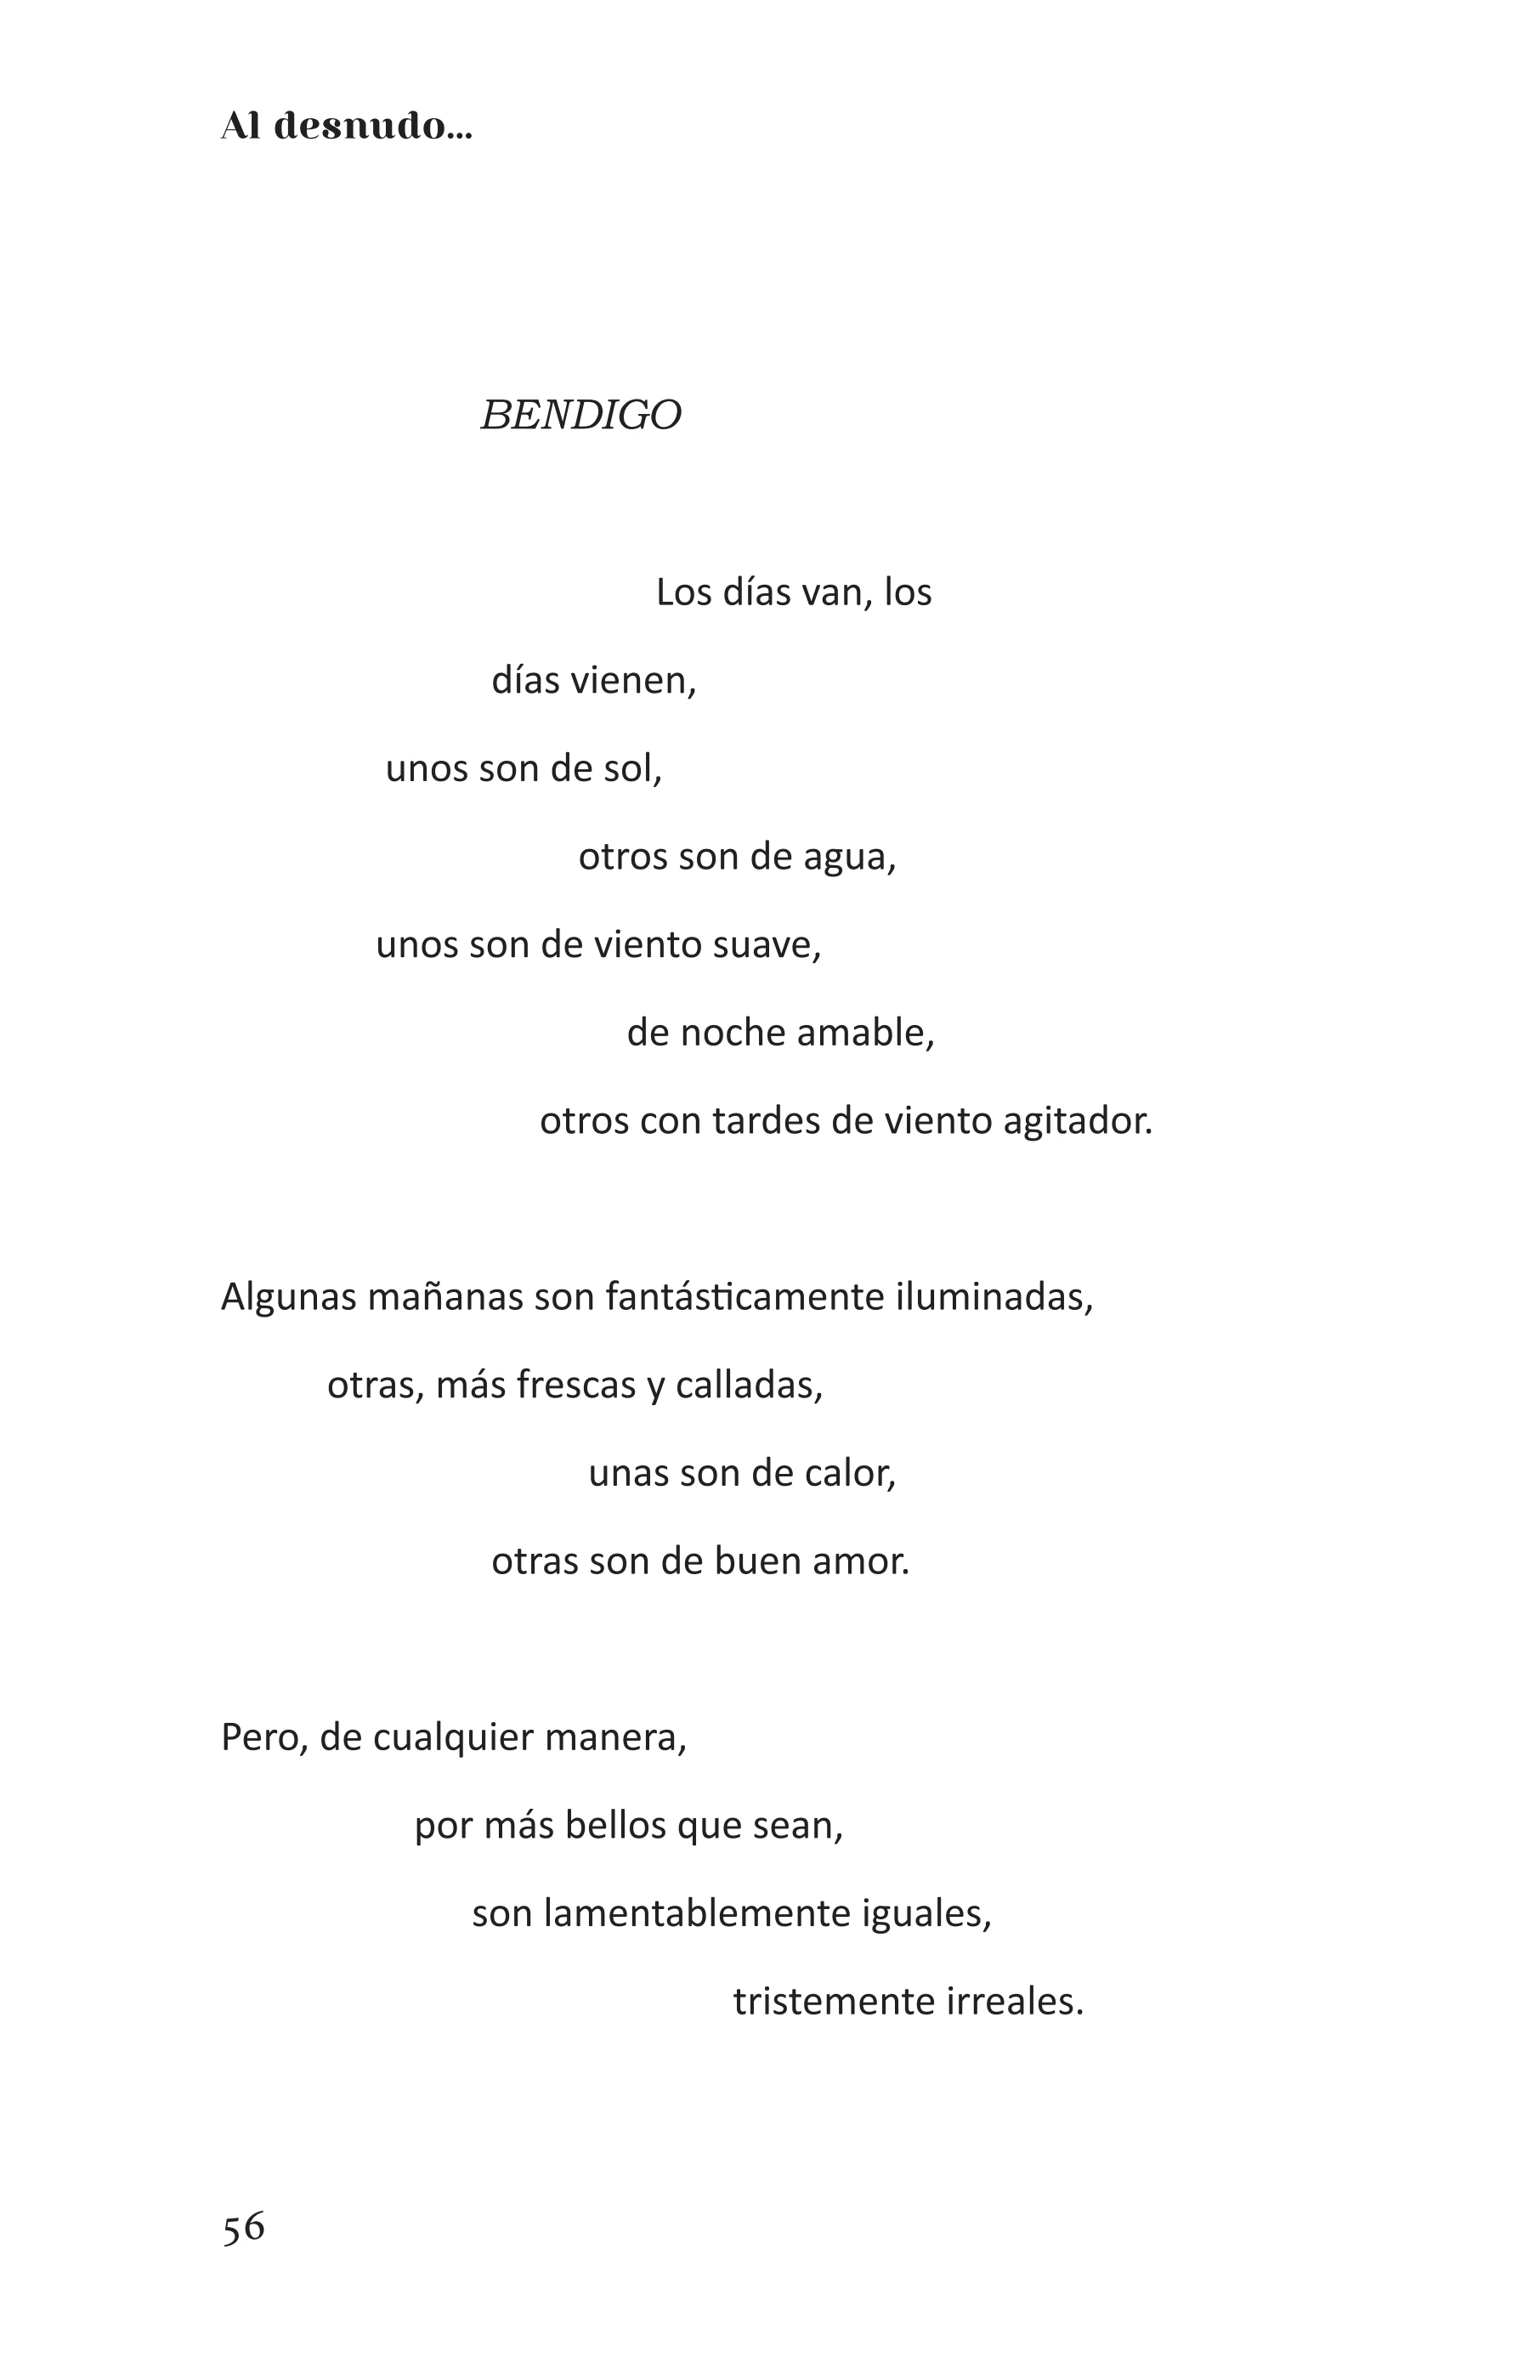 Al desnudo...
BENDIGO
Los días van, los
días vienen,
unos son de sol,
otros son de agua,
unos son de viento suave,
de noche amable,
otros con tardes de viento agitador.
Algunas mañanas son fantásticamente iluminadas,
otras, más frescas y calladas,
unas son de calor,
otras son de buen amor.
Pero, de cualquier manera,
por más bellos que sean,
son lamentablemente iguales,
tristemente irreales.
56